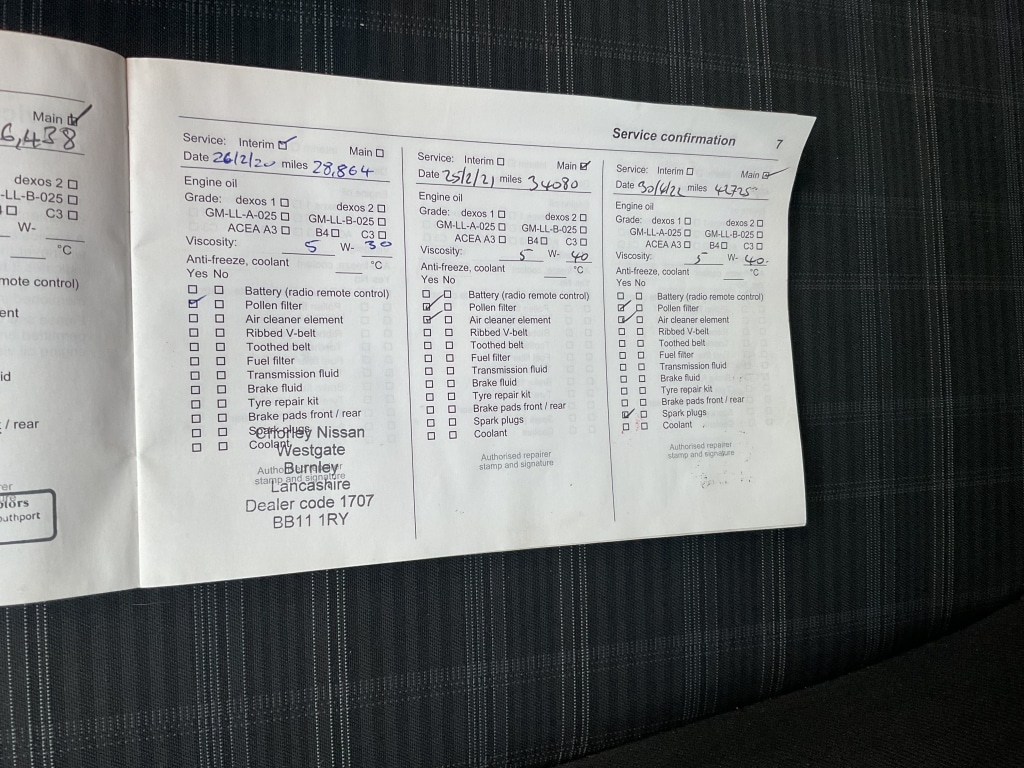 Main
6,438
dexos 2
-LL-B-025
C3
W-
°C
mote control)
ent
id
/ rear
er
outhport
Service confirmation 7
Service: Interim Main
Date 26/2/20 miles 28,864
Engine oil
Grade: dexos 1 dexos 2
GM-LL-A-025 GM-LL-B-025
ACEA A3 B4 C3
Viscosity: 5 W- 30
Anti-freeze, coolant °C
Yes No
Battery (radio remote control)
Pollen filter
Air cleaner element
Ribbed V-belt
Toothed belt
Fuel filter
Transmission fluid
Brake fluid
Tyre repair kit
Brake pads front / rear
Spark plugs
Coolant
Authorised repairer
stamp and signature
Chorley Nissan
Westgate
Burnley
Lancashire
Dealer code 1707
BB11 1RY
Service: Interim Main
Date 25/2/21 miles 34080
Engine oil
Grade: dexos 1 dexos 2
GM-LL-A-025 GM-LL-B-025
ACEA A3 B4 C3
Viscosity: 5 W- 40
Anti-freeze, coolant °C
Yes No
Battery (radio remote control)
Pollen filter
Air cleaner element
Ribbed V-belt
Toothed belt
Fuel filter
Transmission fluid
Brake fluid
Tyre repair kit
Brake pads front / rear
Spark plugs
Coolant
Authorised repairer
stamp and signature
Service: Interim Main
Date miles
Engine oil
Grade: dexos 1 dexos 2
GM-LL-A-025 GM-LL-B-025
ACEA A3 B4 C3
Viscosity: 5 W- 40
Anti-freeze, coolant °C
Yes No
Battery (radio remote control)
Pollen filter
Air cleaner element
Ribbed V-belt
Toothed belt
Fuel filter
Transmission fluid
Brake fluid
Tyre repair kit
Brake pads front / rear
Spark plugs
Coolant
Authorised repairer
stamp and signature